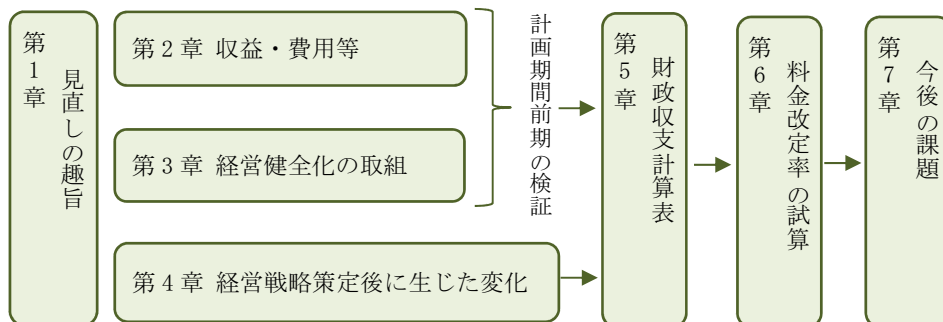 第1章
見直しの趣旨
第2章 収益・費用等
第3章 経営健全化の取組
計画期間前期の検証
第4章 経営戦略策定後に生じた変化
第5章
財政収支計算表
第6章
料金改定率の試算
第7章
今後の課題